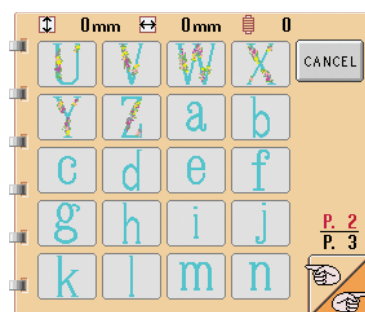 0mm 0mm 0
U V W X CANCEL
Y Z a b
c d e f
g h i j
P. 2
P. 3
k l m n